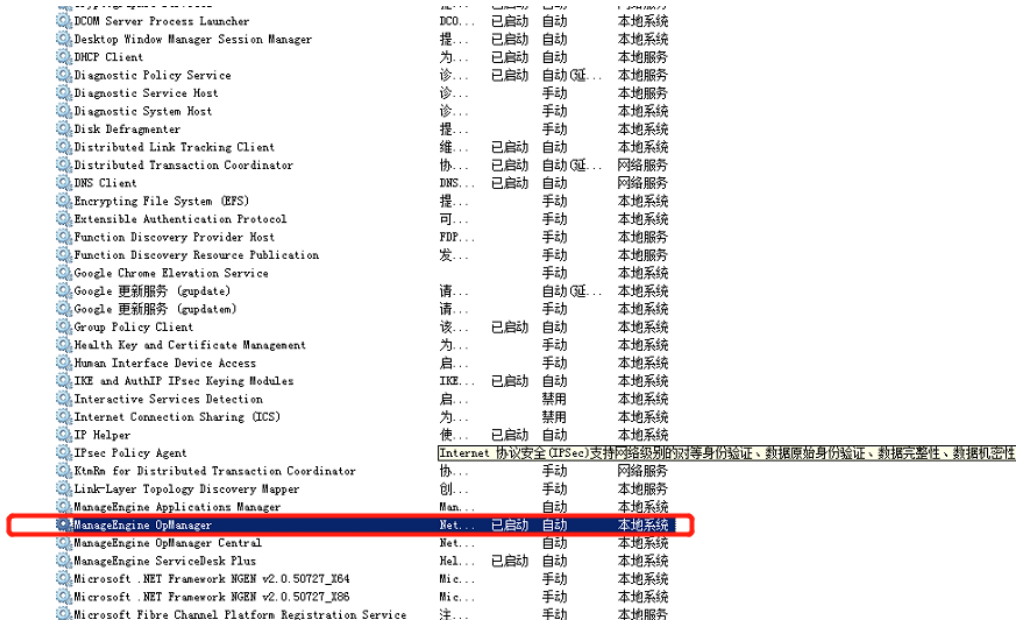 DCOM Server Process Launcher DCO... 已启动 自动 本地系统
Desktop Window Manager Session Manager 提... 已启动 自动 本地系统
DHCP Client 为... 已启动 自动 本地服务
Diagnostic Policy Service 诊... 已启动 自动(延... 本地服务
Diagnostic Service Host 诊... 手动 本地服务
Diagnostic System Host 诊... 手动 本地系统
Disk Defragmenter 提... 手动 本地系统
Distributed Link Tracking Client 维... 已启动 自动 本地系统
Distributed Transaction Coordinator 协... 已启动 自动(延... 网络服务
DNS Client DNS... 已启动 自动 网络服务
Encrypting File System (EFS) 提... 手动 本地系统
Extensible Authentication Protocol 可... 手动 本地系统
Function Discovery Provider Host FDP... 手动 本地服务
Function Discovery Resource Publication 发... 手动 本地服务
Google Chrome Elevation Service 手动 本地系统
Google 更新服务 (gupdate) 请... 自动(延... 本地系统
Google 更新服务 (gupdatem) 请... 手动 本地系统
Group Policy Client 该... 已启动 自动 本地系统
Health Key and Certificate Management 为... 手动 本地系统
Human Interface Device Access 启... 手动 本地系统
IKE and AuthIP IPsec Keying Modules IKE... 已启动 自动 本地系统
Interactive Services Detection 启... 禁用 本地系统
Internet Connection Sharing (ICS) 为... 禁用 本地系统
IP Helper 使... 已启动 自动 本地系统
IPsec Policy Agent Internet 协议安全(IPSec)支持网络级别的对等身份验证、数据原始身份验证、数据完整性、数据机密性
KtmRm for Distributed Transaction Coordinator 协... 手动 网络服务
Link-Layer Topology Discovery Mapper 创... 手动 本地服务
ManageEngine Applications Manager Man... 自动 本地系统
ManageEngine OpManager Net... 已启动 自动 本地系统
ManageEngine OpManager Central Net... 自动 本地系统
ManageEngine ServiceDesk Plus Hel... 已启动 自动 本地系统
Microsoft .NET Framework NGEN v2.0.50727_X64 Mic... 手动 本地系统
Microsoft .NET Framework NGEN v2.0.50727_X86 Mic... 手动 本地系统
Microsoft Fibre Channel Platform Registration Service 注... 手动 本地服务